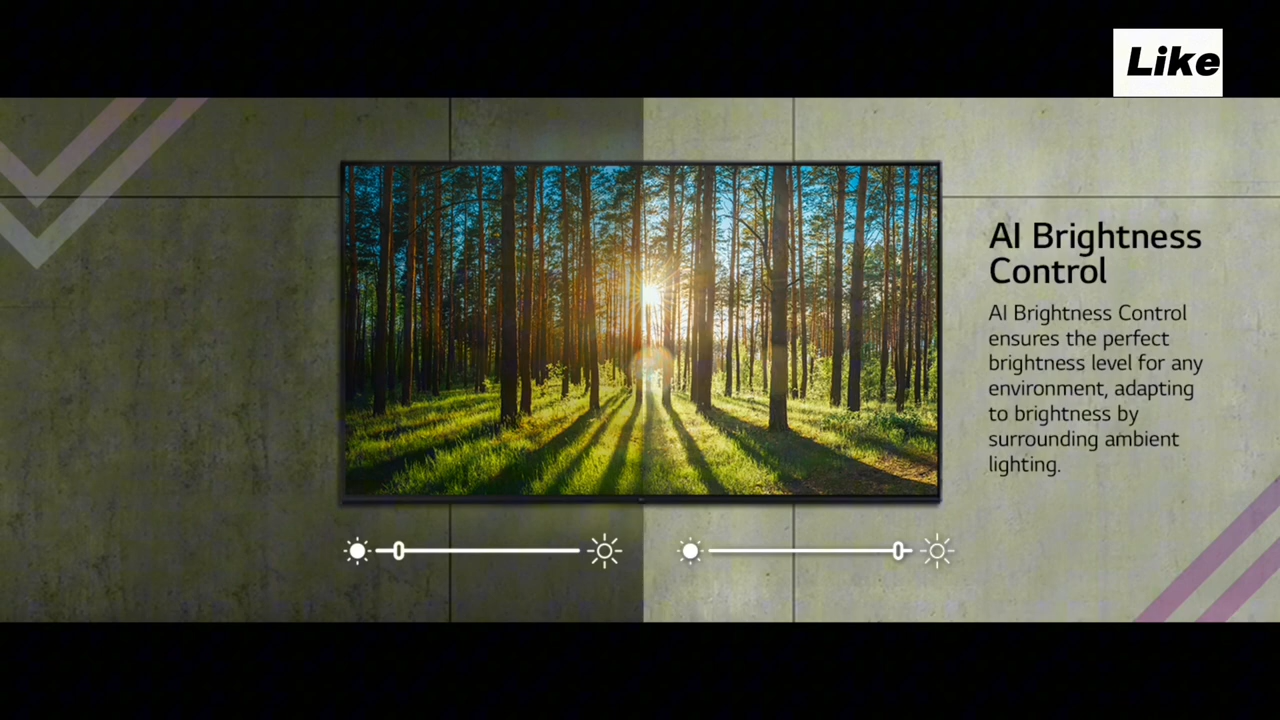 Like
AI Brightness
Control
AI Brightness Control
ensures the perfect
brightness level for any
environment, adapting
to brightness by
surrounding ambient
lighting.